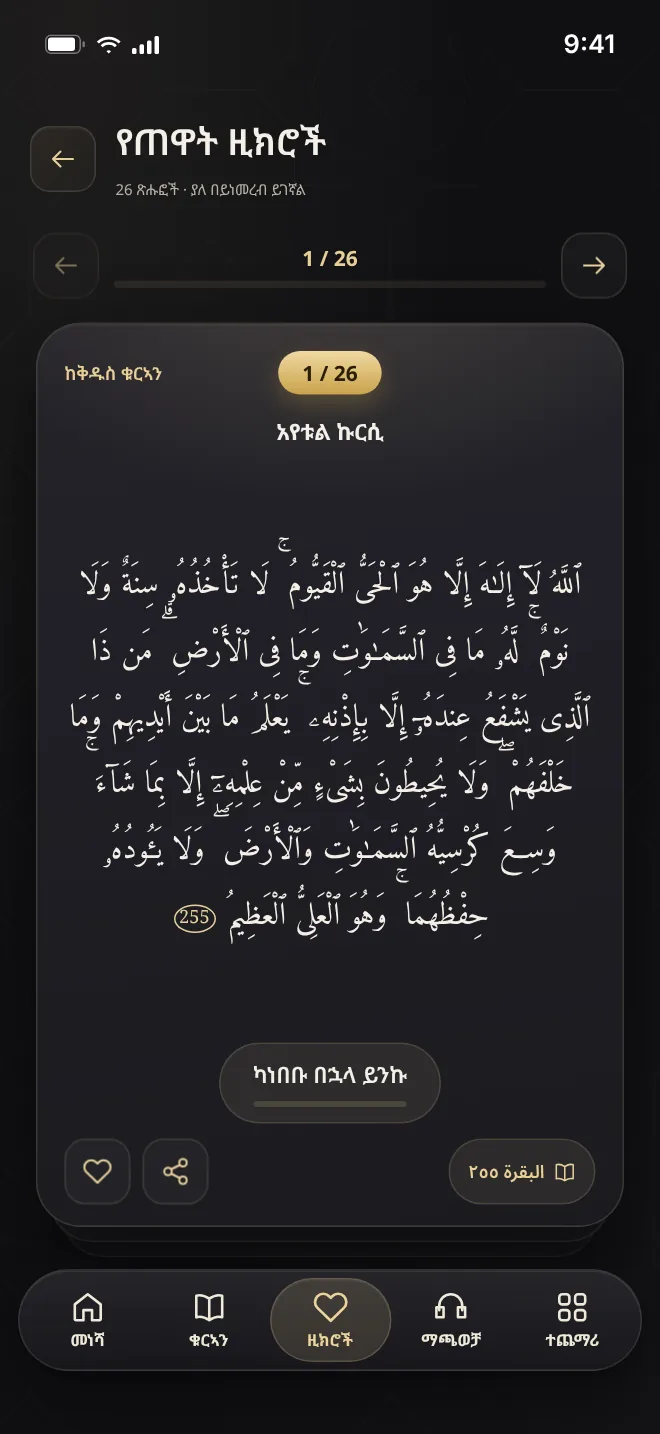 9:41
የጠዋት ዚክሮች
26 ጽሑፎች · ያለ በይነመረብ ይገኛል
1 / 26
ከቅዱስ ቁርኣን
1 / 26
አየቱል ኩርሲ
ٱللَّهُ لَآ إِلَـٰهَ إِلَّا هُوَ ٱلْحَىُّ ٱلْقَيُّومُ ۚ لَا تَأْخُذُهُۥ سِنَةٌ وَلَا
نَوْمٌ ۚ لَّهُۥ مَا فِى ٱلسَّمَـٰوَٰتِ وَمَا فِى ٱلْأَرْضِ ۗ مَن ذَا
ٱلَّذِى يَشْفَعُ عِندَهُۥٓ إِلَّا بِإِذْنِهِۦ ۚ يَعْلَمُ مَا بَيْنَ أَيْدِيهِمْ وَمَا
خَلْفَهُمْ ۖ وَلَا يُحِيطُونَ بِشَىْءٍ مِّنْ عِلْمِهِۦٓ إِلَّا بِمَا شَآءَ ۚ
وَسِعَ كُرْسِيُّهُ ٱلسَّمَـٰوَٰتِ وَٱلْأَرْضَ ۖ وَلَا يَـُٔودُهُۥ
حِفْظُهُمَا ۚ وَهُوَ ٱلْعَلِىُّ ٱلْعَظِيمُ 255
ካነበቡ በኋላ ይንኩ
البقرة ٢٥٥
መነሻ
ቁርኣን
ዚክሮች
ማጫወቻ
ተጨማሪ